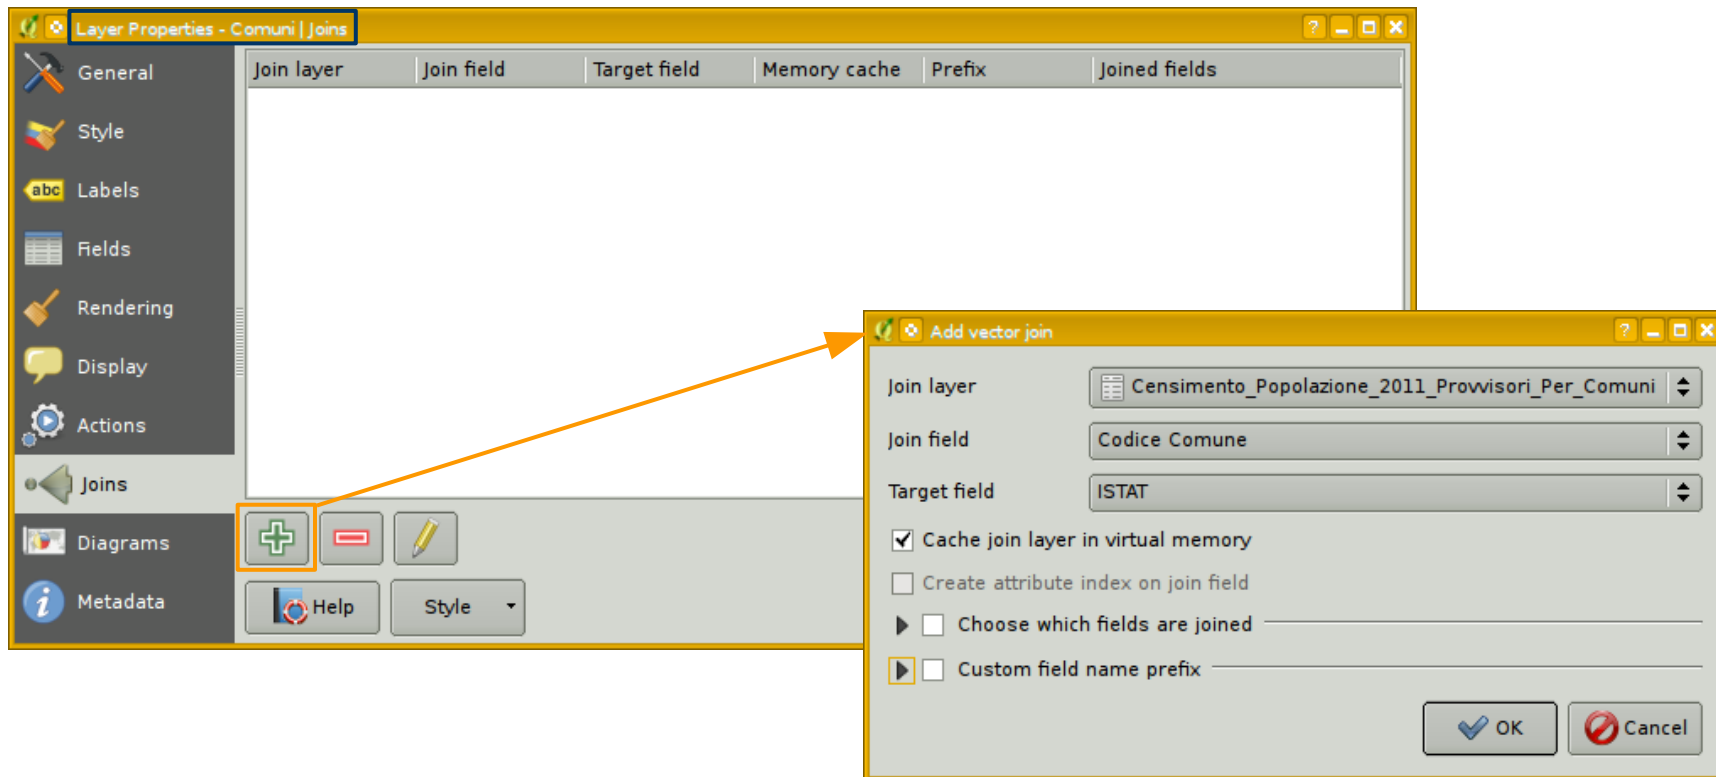 Layer Properties - Comuni | Joins
General
Style
Labels
abc
Fields
Rendering
Display
Actions
Joins
Diagrams
Metadata
Join layer Join field Target field Memory cache Prefix Joined fields
Help Style
Add vector join
Join layer Censimento_Popolazione_2011_Provvisori_Per_Comuni
Join field Codice Comune
Target field ISTAT
Cache join layer in virtual memory
Create attribute index on join field
Choose which fields are joined
Custom field name prefix
OK Cancel